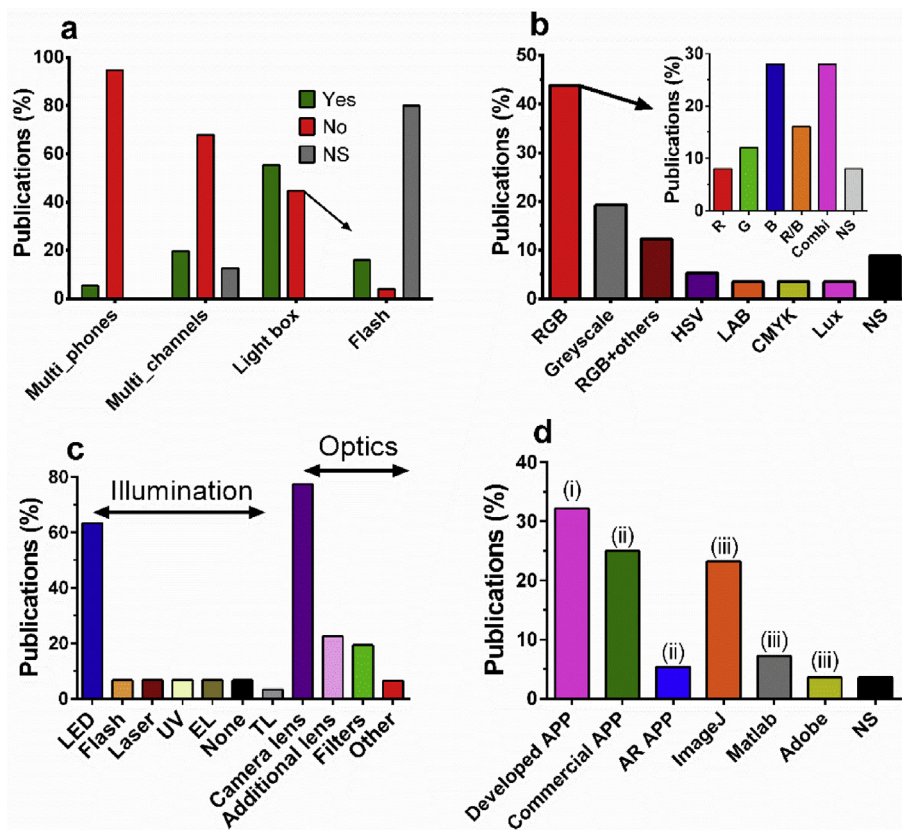 a
Publications (%)
100
80
60
40
20
0
Yes
No
NS
Multi_phones
Multi_channels
Light box
Flash
b
Publications (%)
50
40
30
20
10
0
RGB
Greyscale
RGB+others
HSV
LAB
CMYK
Lux
NS
Publications (%)
30
20
10
0
R
G
B
R/B
Combi
NS
c
Optics
Illumination
Publications (%)
80
60
40
20
0
LED
Flash
Laser
UV
EL
None
TL
Camera lens
Additional lens
Filters
Other
d
Publications (%)
40
30
20
10
0
(i)
(ii)
(ii)
(iii)
(iii)
(iii)
Developed APP
Commercial APP
AR APP
ImageJ
Matlab
Adobe
NS